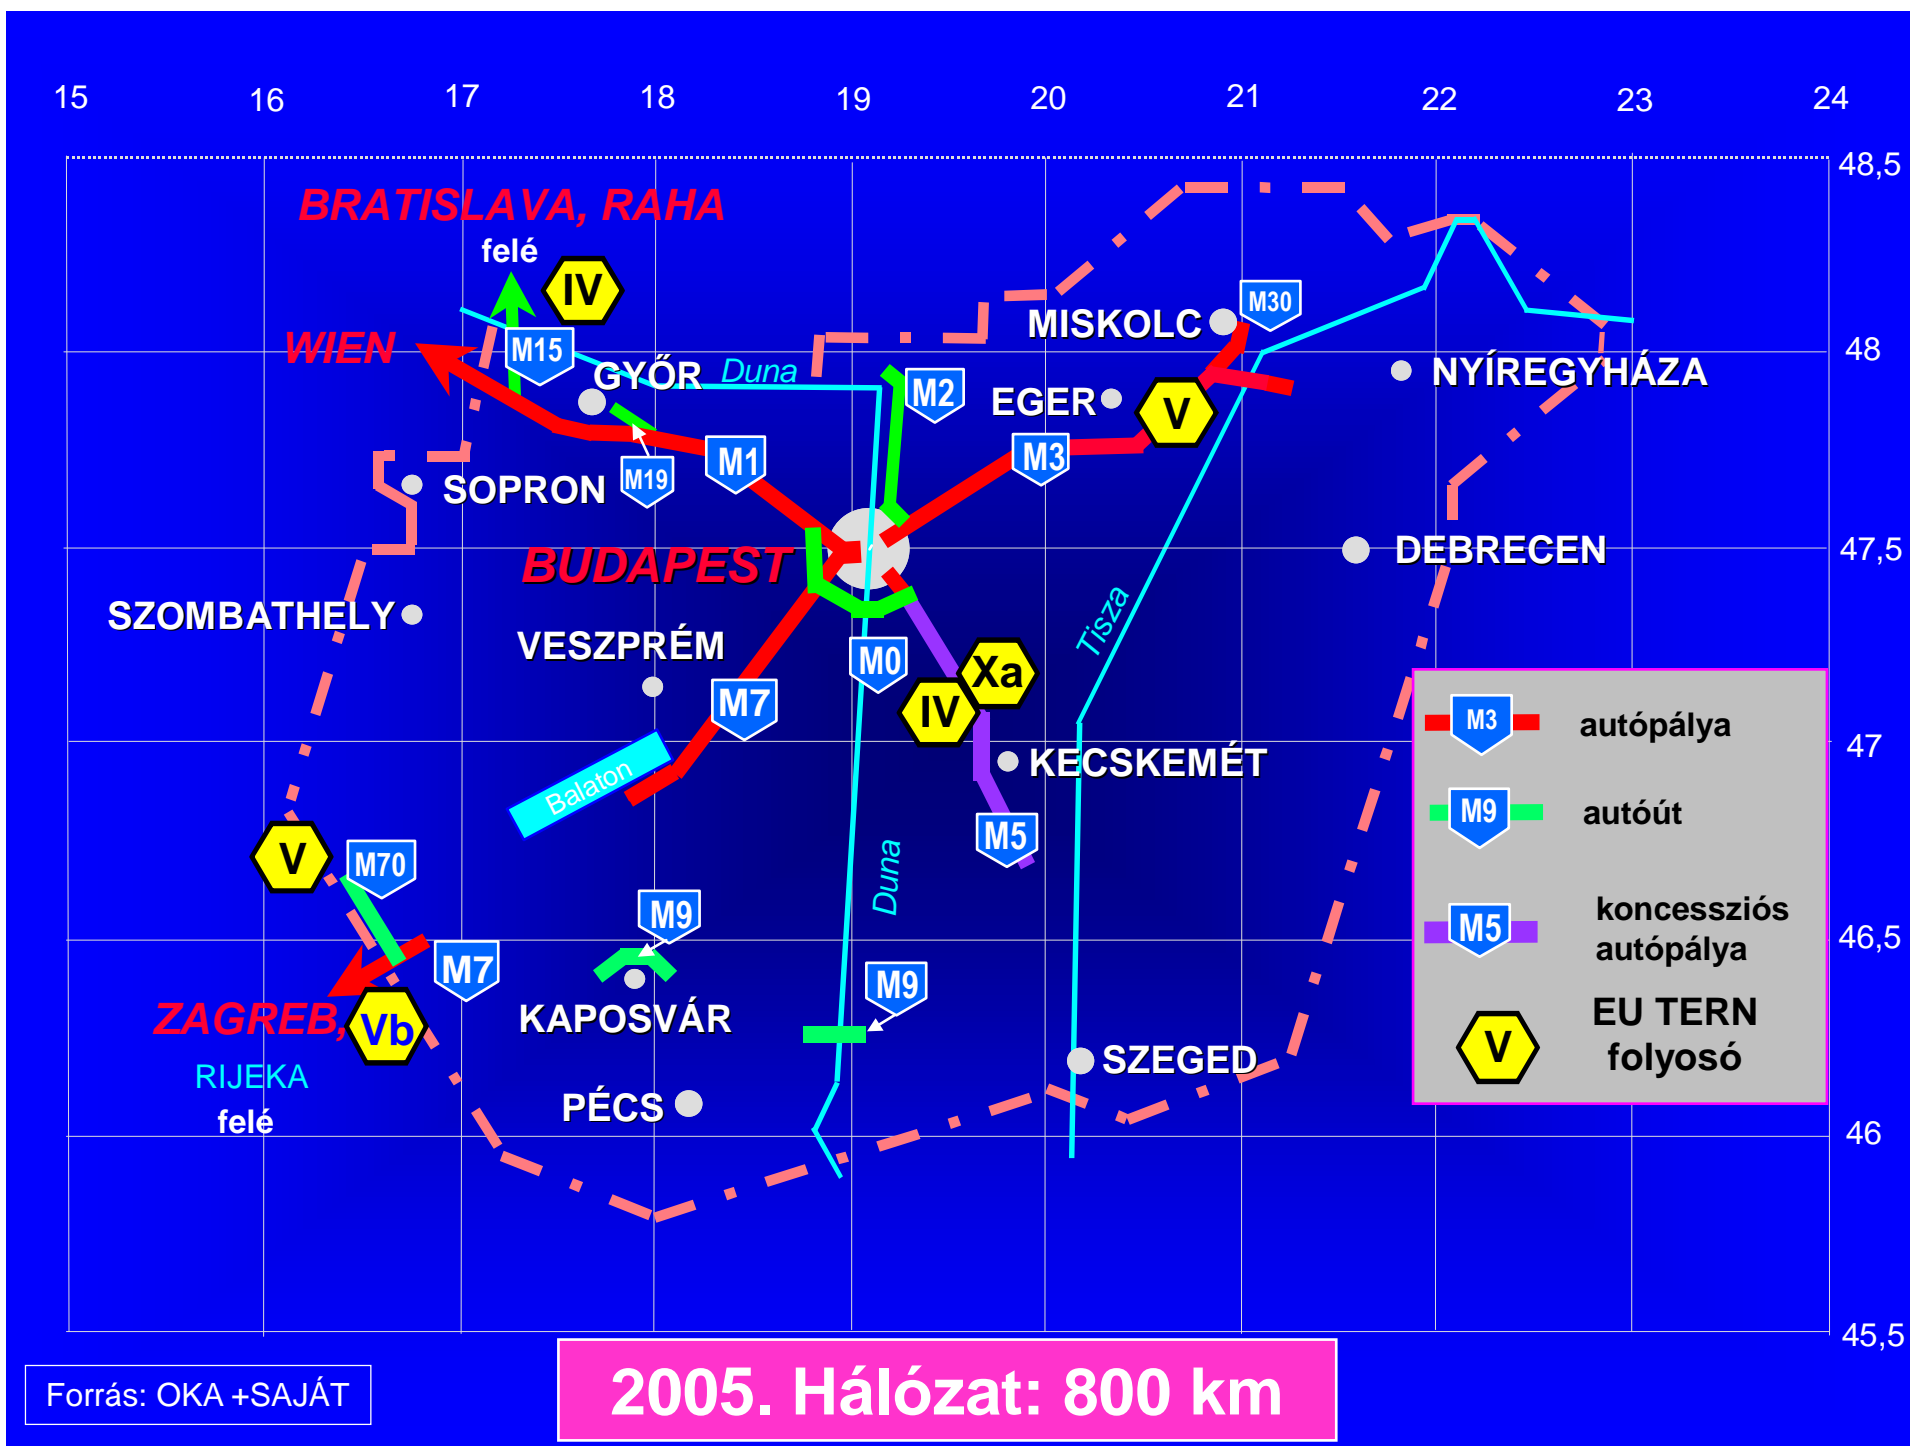 15 16 17 18 19 20 21 22 23 24
48,5
BRATISLAVA, RAHA
felé
IV
M30
MISKOLC
WIEN
M15
48
GYŐR
Duna
M2
EGER
V
NYÍREGYHÁZA
M1
M3
M19
SOPRON
BUDAPEST
47,5
DEBRECEN
SZOMBATHELY
Tisza
VESZPRÉM
M0
Xa
IV
M7
M3
autópálya
47
KECSKEMÉT
Balaton
M9
autóút
M5
V
M70
Duna
M9
M5
koncessziós
autópálya
46,5
M7
M9
ZAGREB,
Vb
KAPOSVÁR
EU TERN
folyosó
V
RIJEKA
felé
SZEGED
PÉCS
46
45,5
2005. Hálózat: 800 km
Forrás: OKA +SAJÁT